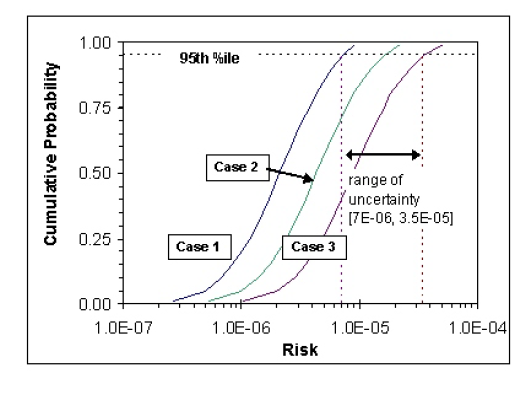 1.00
95th %ile
0.75
Cumulative Probability
Case 2
0.50
range of
uncertainty
[7E-06, 3.5E-05]
0.25
Case 1
Case 3
0.00
1.0E-07
1.0E-06
1.0E-05
1.0E-04
Risk